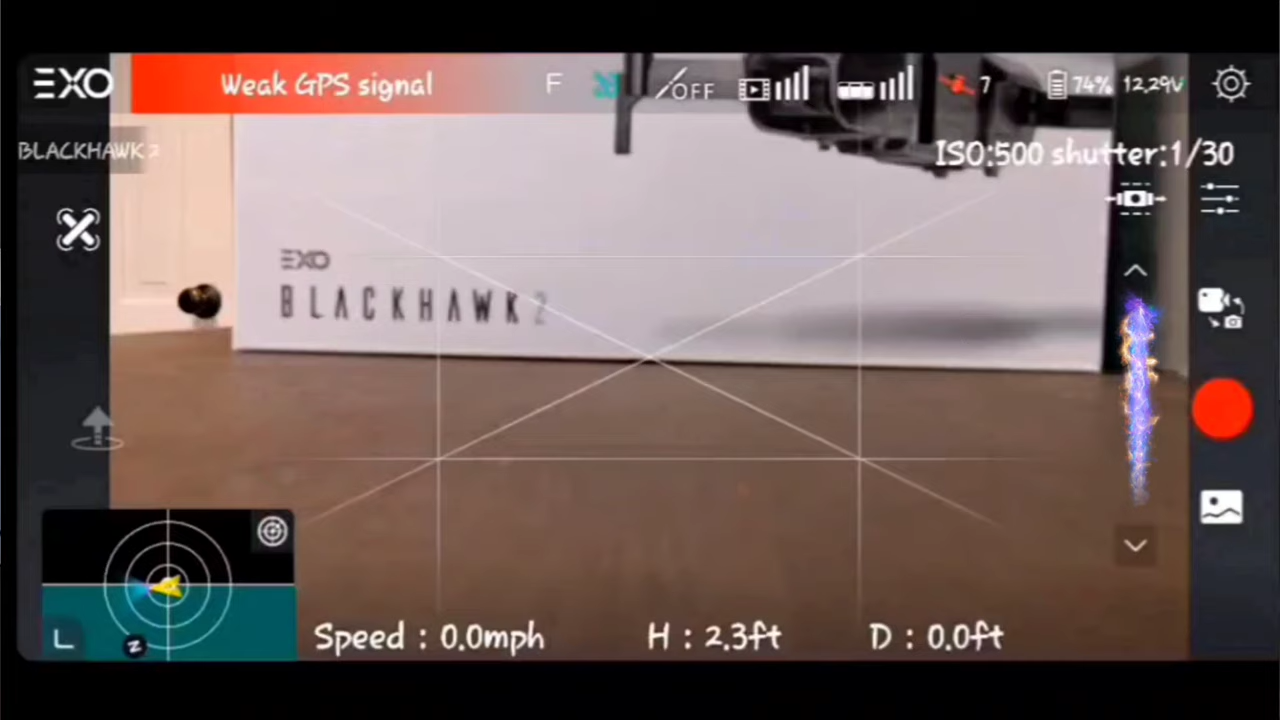 EXO
Weak GPS signal
F
OFF
7
74%
12.29V
BLACKHAWK 2
ISO:500 shutter:1/30
EXO
BLACKHAWK 2
L
Z
Speed : 0.0mph
H : 2.3ft
D : 0.0ft